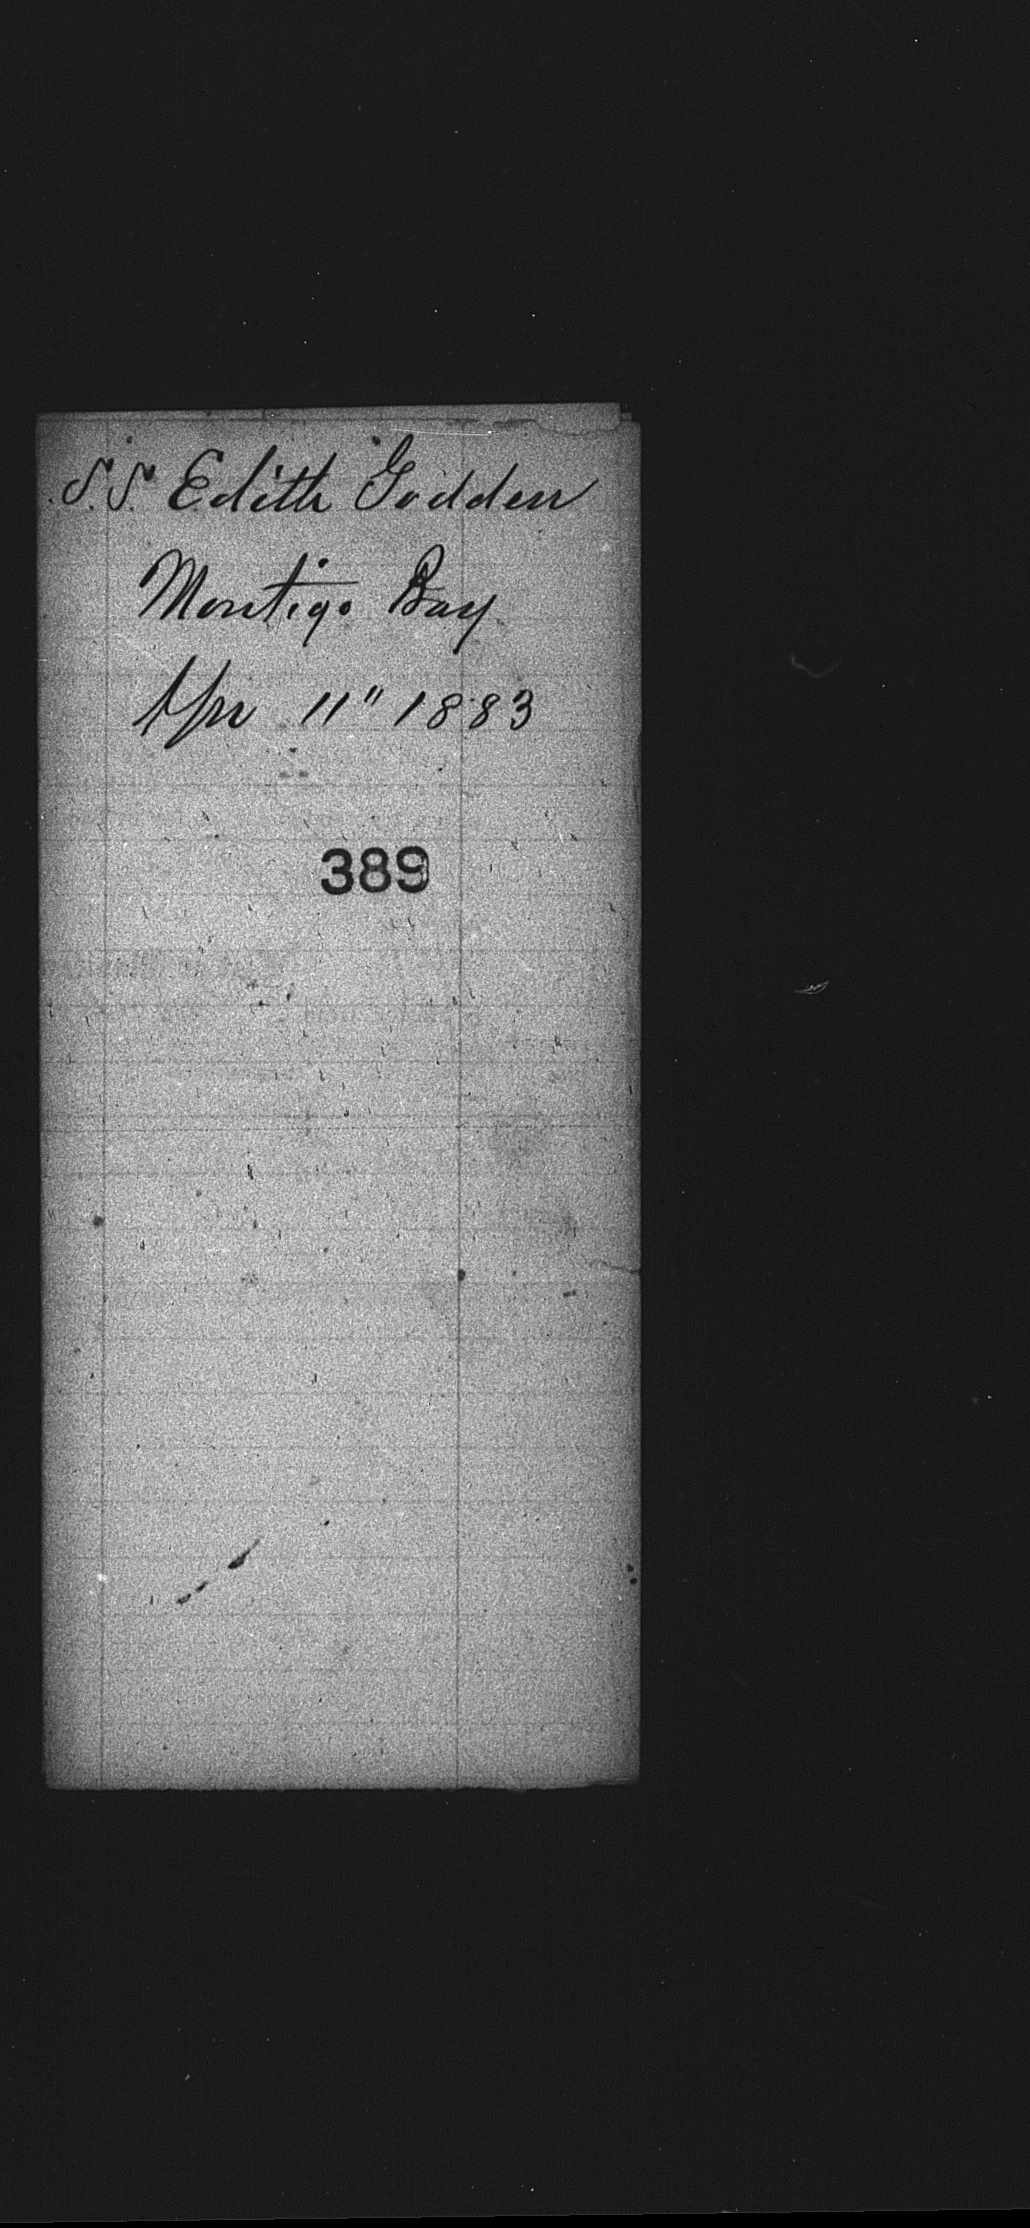 S.S. Edith Godden
Montigo Bay
Apr 11" 1883
389